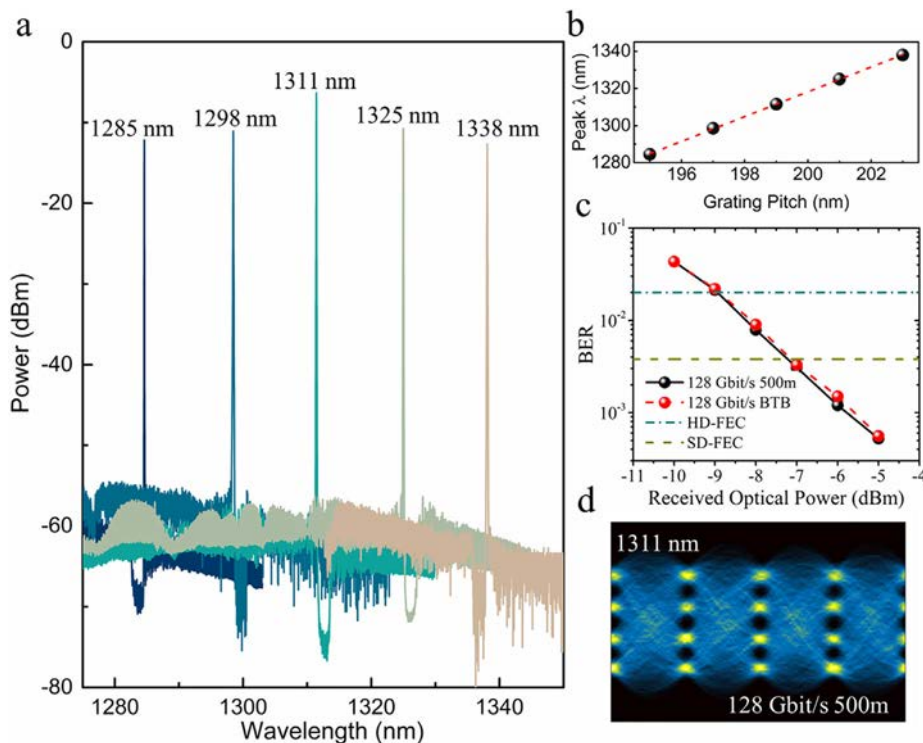 a
0
-20
-40
-60
-80
Power (dBm)
1285 nm
1298 nm
1311 nm
1325 nm
1338 nm
1280
1300
1320
1340
Wavelength (nm)
b
1340
1320
1300
1280
Peak λ (nm)
196
198
200
202
Grating Pitch (nm)
c
10⁻¹
10⁻²
10⁻³
BER
128 Gbit/s 500m
128 Gbit/s BTB
HD-FEC
SD-FEC
-11 -10 -9 -8 -7 -6 -5 -4
Received Optical Power (dBm)
d
1311 nm
128 Gbit/s 500m